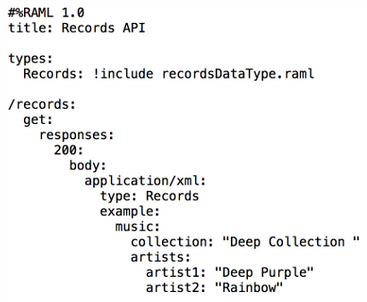 #%RAML 1.0
title: Records API

types:
  Records: !include recordsDataType.raml

/records:
  get:
    responses:
      200:
        body:
          application/xml:
            type: Records
            example:
              music:
                collection: "Deep Collection "
                artists:
                  artist1: "Deep Purple"
                  artist2: "Rainbow"